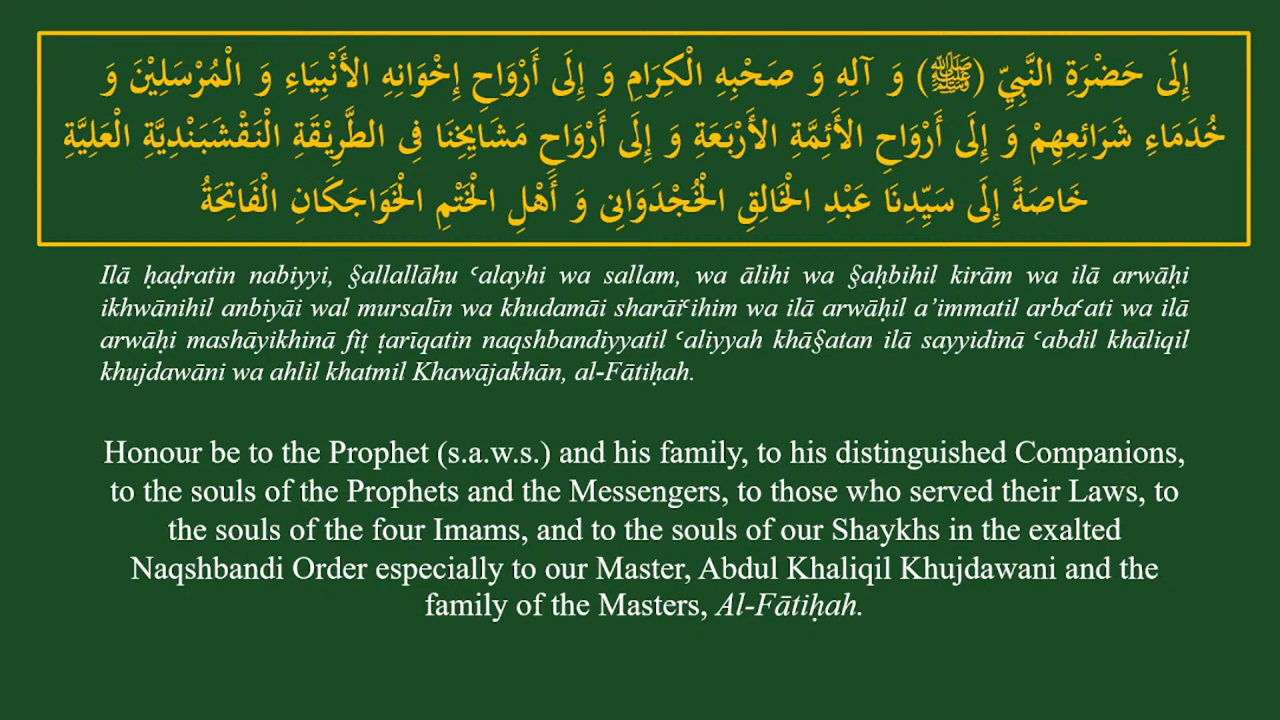 إِلَى حَضْرَةِ النَّبِيِّ (ﷺ) وَ آلِهِ وَ صَحْبِهِ الْكِرَامِ وَ إِلَى أَرْوَاحِ إِخْوَانِهِ الأَنْبِيَاءِ وَ الْمُرْسَلِيْنَ وَ
خُدَمَاءِ شَرَائِعِهِمْ وَ إِلَى أَرْوَاحِ الأَئِمَّةِ الأَرْبَعَةِ وَ إِلَى أَرْوَاحِ مَشَايِخِنَا فِى الطَّرِيْقَةِ الْنَقْشَبَنْدِيَّةِ الْعَلِيَّةِ
خَاصَةً إِلَى سَيِّدِنَا عَبْدِ الْخَالِقِ الْخُجْدَوَانِى وَ أَهْلِ الْخَتْمِ الْخَوَاجَكَانِ الْفَاتِحَةُ
Ilā ḥaḍratin nabiyyi, §allallāhu ʿalayhi wa sallam, wa ālihi wa §aḥbihil kirām wa ilā arwāḥi
ikhwānihil anbiyāi wal mursalīn wa khudamāi sharāiʿihim wa ilā arwāḥil a’immatil arbaʿati wa ilā
arwāḥi mashāyikhinā fiṭ ṭarīqatin naqshbandiyyatil ʿaliyyah khā§atan ilā sayyidinā ʿabdil khāliqil
khujdawāni wa ahlil khatmil Khawājakhān, al-Fātiḥah.
Honour be to the Prophet (s.a.w.s.) and his family, to his distinguished Companions,
to the souls of the Prophets and the Messengers, to those who served their Laws, to
the souls of the four Imams, and to the souls of our Shaykhs in the exalted
Naqshbandi Order especially to our Master, Abdul Khaliqil Khujdawani and the
family of the Masters, Al-Fātiḥah.